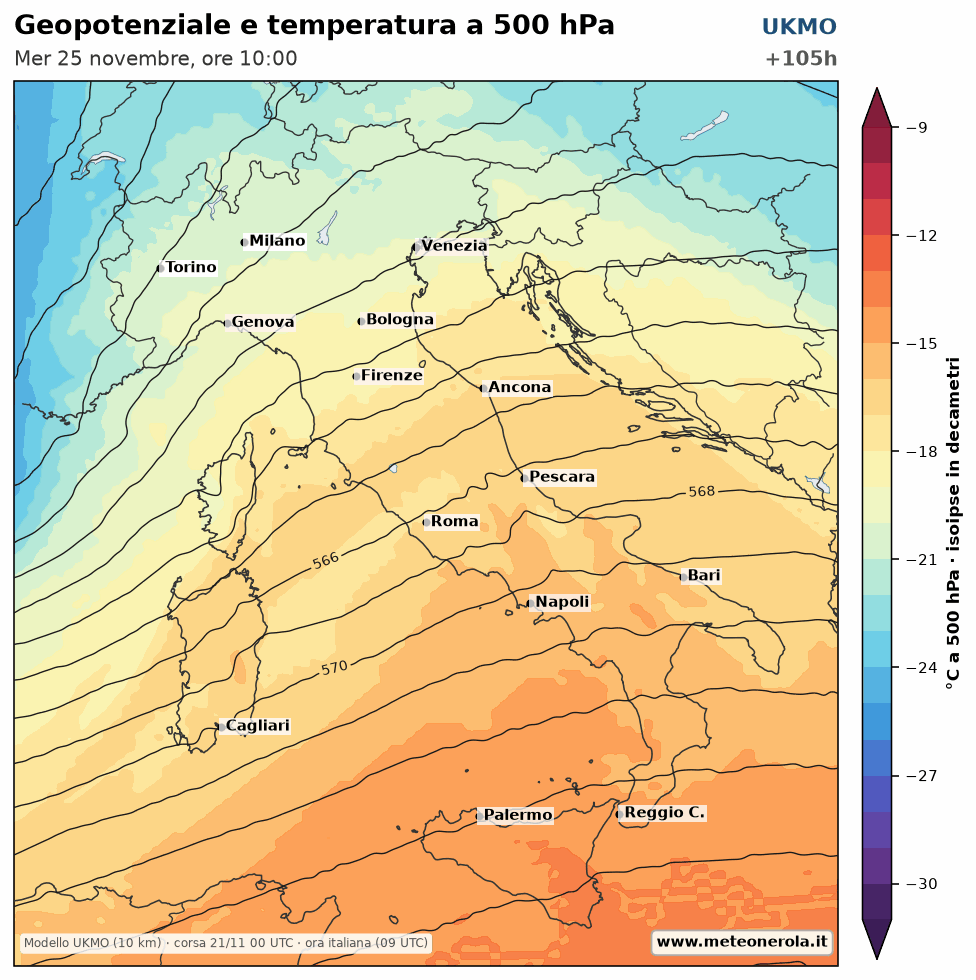 Geopotenziale e temperatura a 500 hPa
UKMO
Mer 25 novembre, ore 10:00
+105h
−9
−12
−15
−18
−21
−24
−27
−30
°C a 500 hPa · isoipse in decametri
Milano
Venezia
Torino
Genova
Bologna
Firenze
Ancona
Pescara
568
Roma
566
Bari
Napoli
570
Cagliari
Palermo
Reggio C.
Modello UKMO (10 km) · corsa 21/11 00 UTC · ora italiana (09 UTC)
www.meteonerola.it